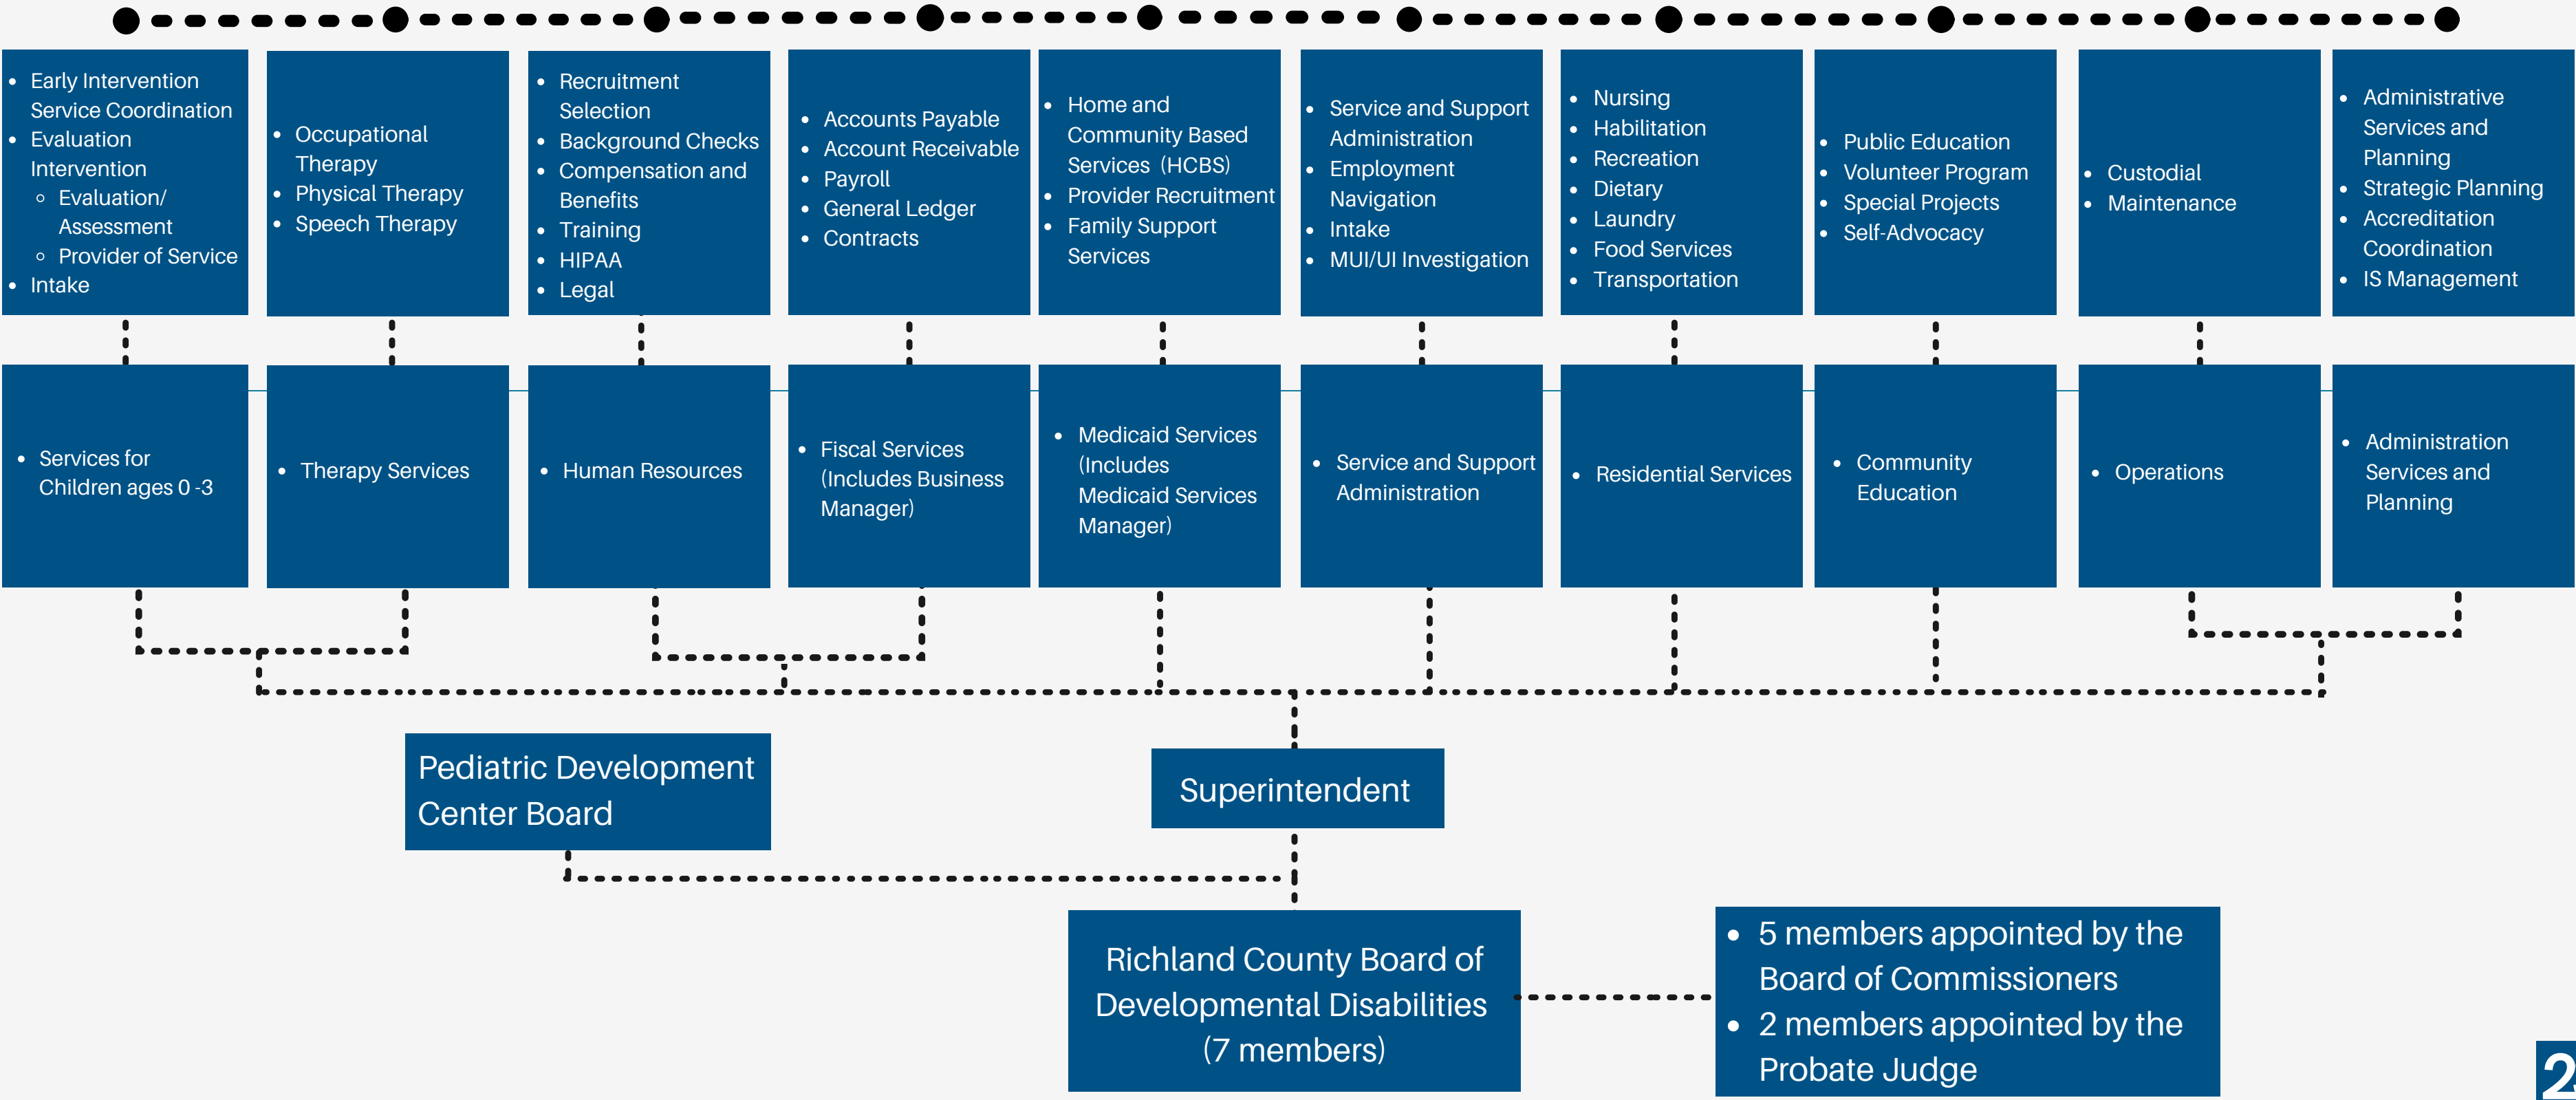 • Early Intervention
Service Coordination
• Evaluation
Intervention
◦ Evaluation/
Assessment
◦ Provider of Service
• Intake
• Occupational
Therapy
• Physical Therapy
• Speech Therapy
• Recruitment
Selection
• Background Checks
• Compensation and
Benefits
• Training
• HIPAA
• Legal
• Accounts Payable
• Account Receivable
• Payroll
• General Ledger
• Contracts
• Home and
Community Based
Services (HCBS)
• Provider Recruitment
• Family Support
Services
• Service and Support
Administration
• Employment
Navigation
• Intake
• MUI/UI Investigation
• Nursing
• Habilitation
• Recreation
• Dietary
• Laundry
• Food Services
• Transportation
• Public Education
• Volunteer Program
• Special Projects
• Self-Advocacy
• Custodial
• Maintenance
• Administrative
Services and
Planning
• Strategic Planning
• Accreditation
Coordination
• IS Management
• Services for
Children ages 0 -3
• Therapy Services
• Human Resources
• Fiscal Services
(Includes Business
Manager)
• Medicaid Services
(Includes
Medicaid Services
Manager)
• Service and Support
Administration
• Residential Services
• Community
Education
• Operations
• Administration
Services and
Planning
Pediatric Development
Center Board
Superintendent
Richland County Board of
Developmental Disabilities
(7 members)
• 5 members appointed by the
Board of Commissioners
• 2 members appointed by the
Probate Judge
2